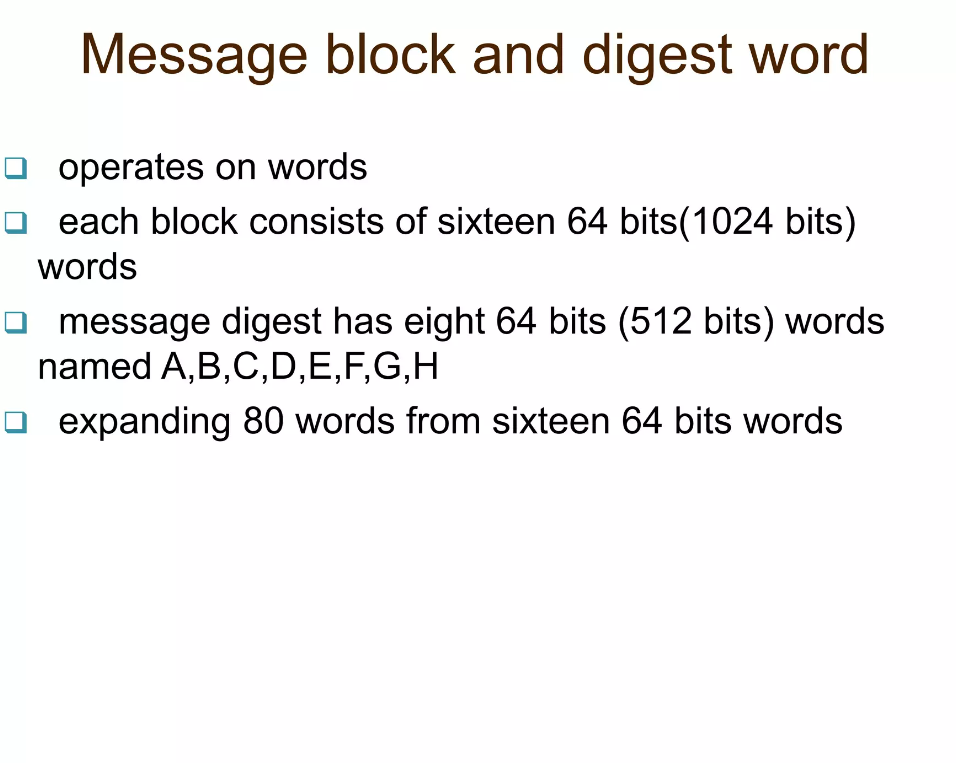 Message block and digest word
operates on words
each block consists of sixteen 64 bits(1024 bits)
words
message digest has eight 64 bits (512 bits) words
named A,B,C,D,E,F,G,H
expanding 80 words from sixteen 64 bits words